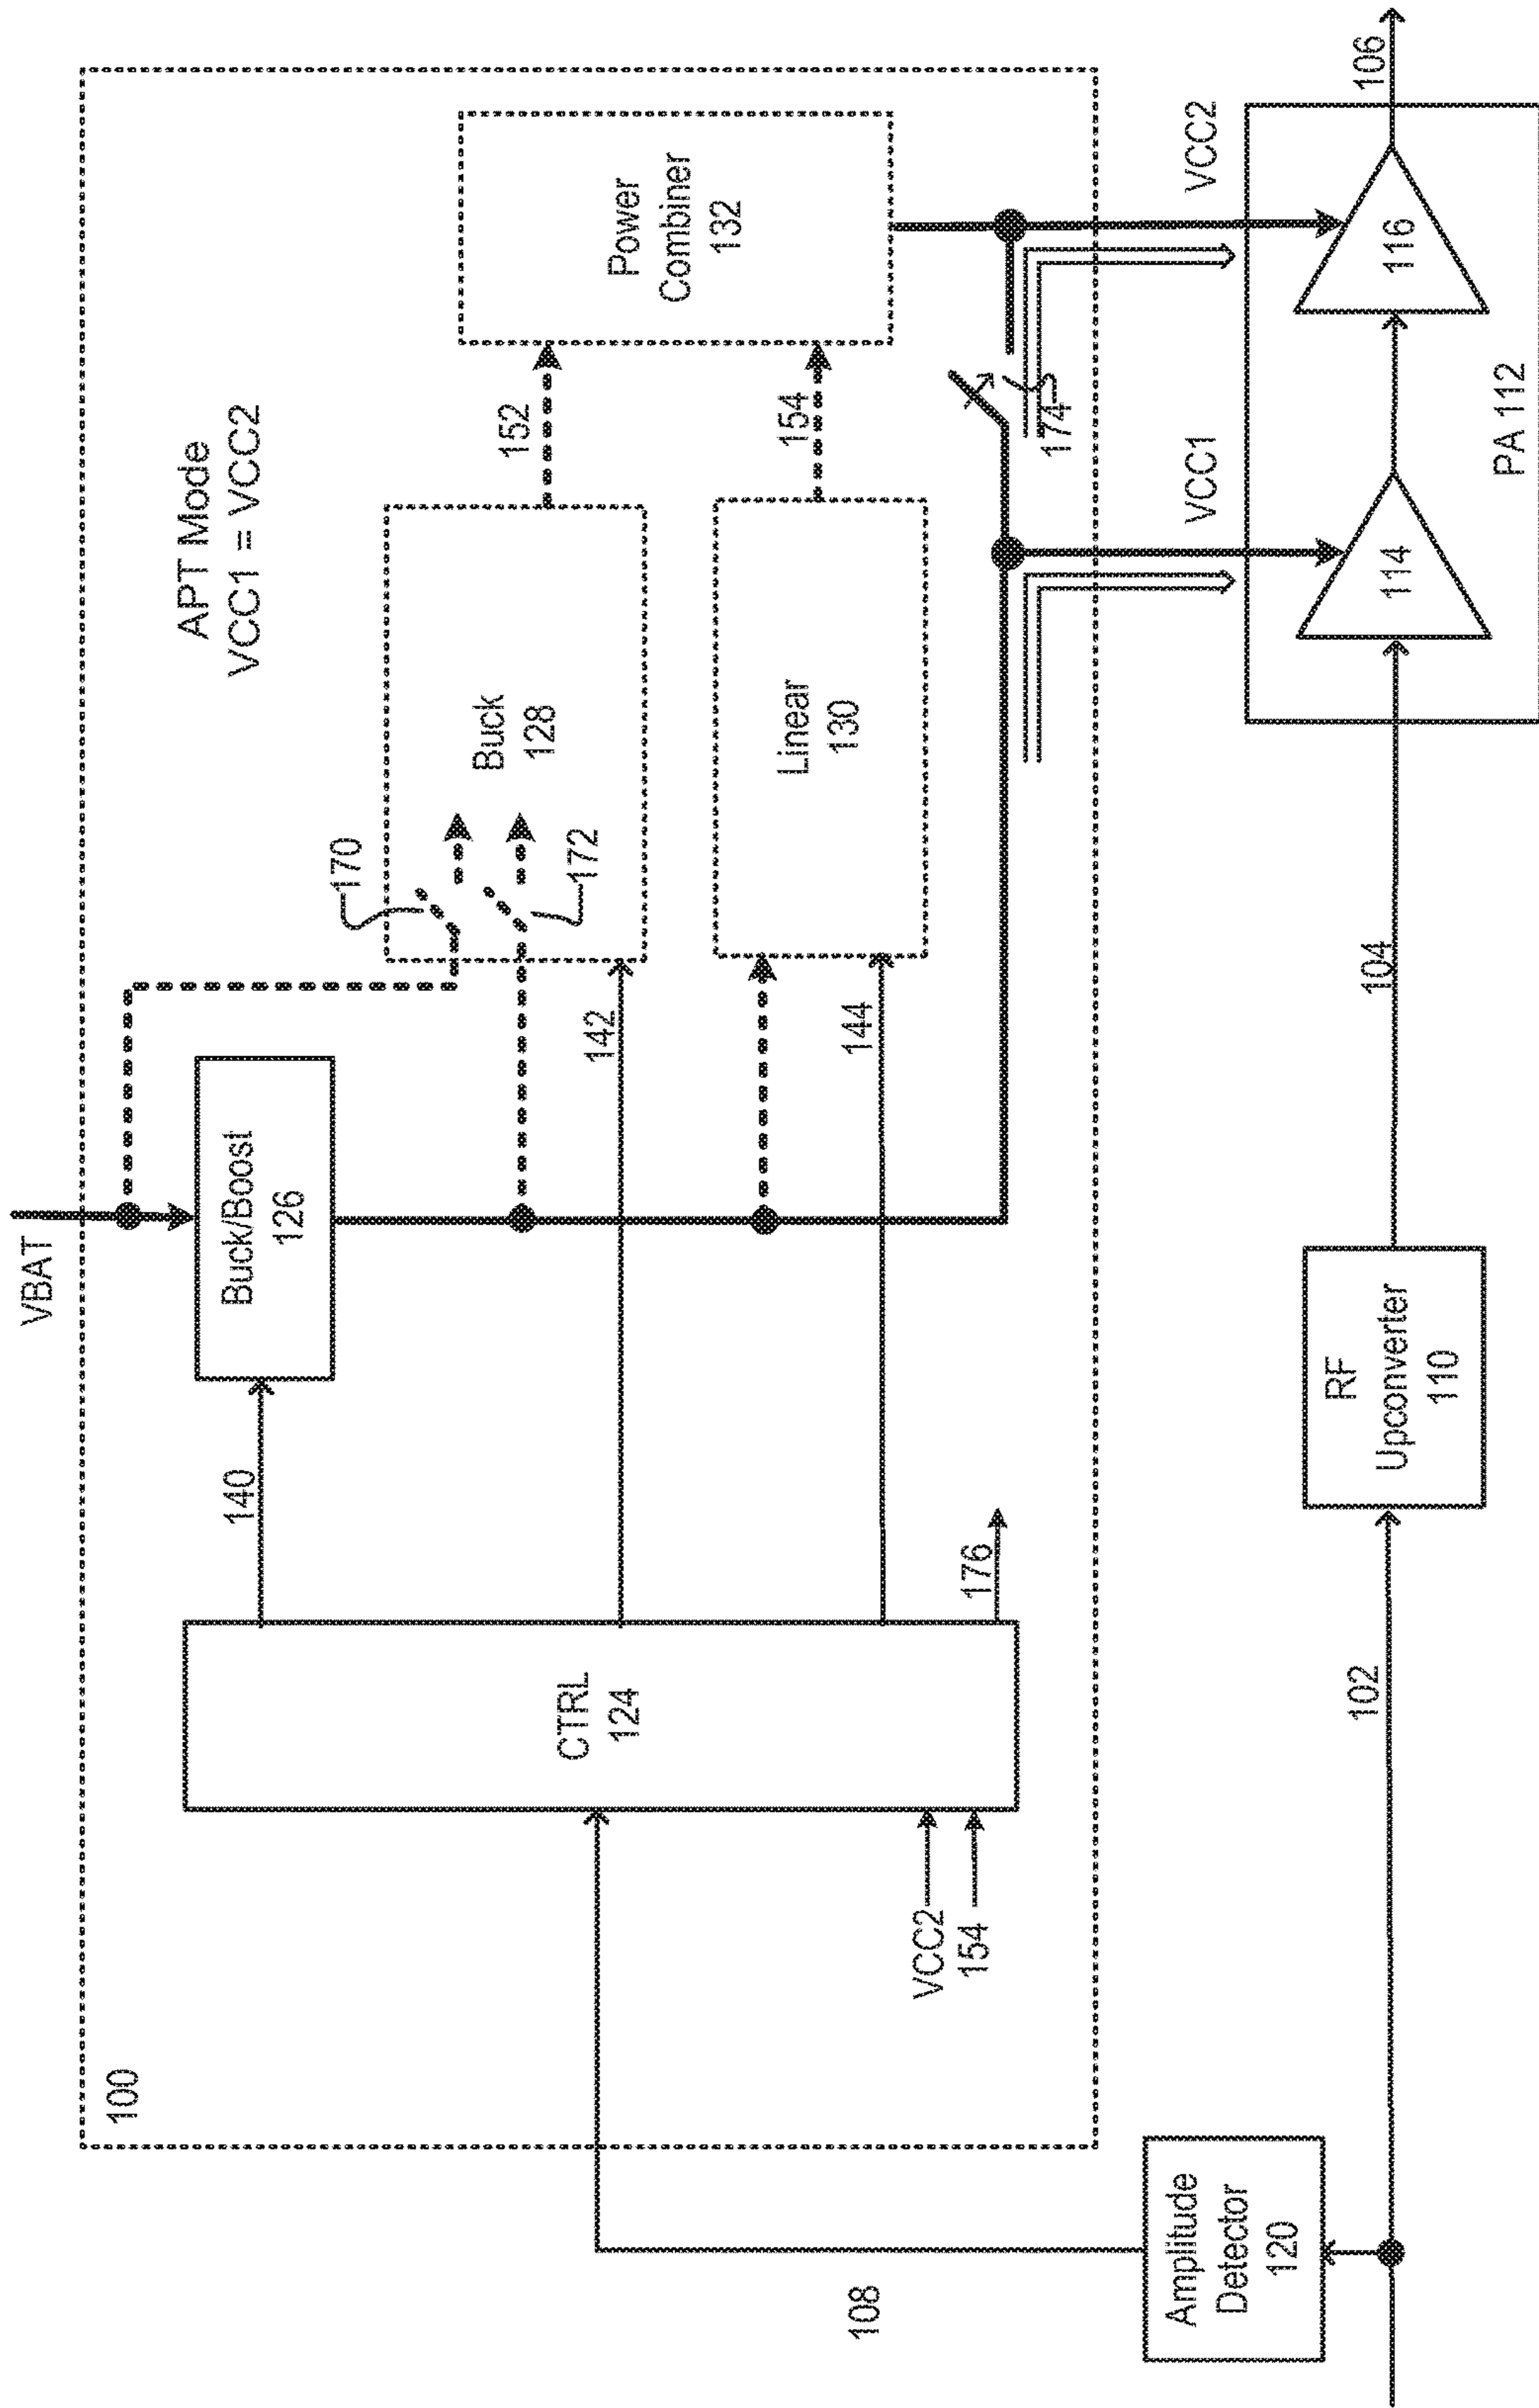 100
VBAT
APT Mode
VCC1 = VCC2
140
Buck/Boost
126
170
Buck
128
172
152
Power
Combiner
132
CTRL
124
142
144
Linear
130
154
VCC2
154
176
174
VCC1
VCC2
108
Amplitude
Detector
120
102
RF
Upconverter
110
104
114
116
106
PA 112